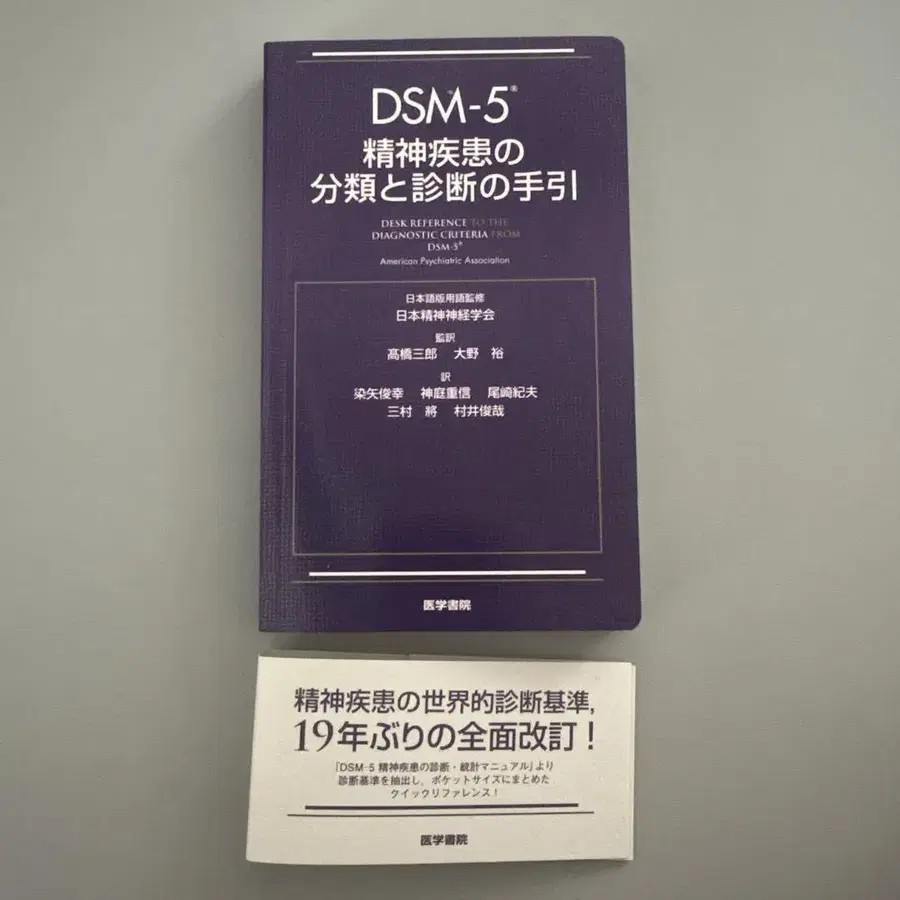 DSM-5®
精神疾患の
分類と診断の手引
DESK REFERENCE TO THE
DIAGNOSTIC CRITERIA FROM
DSM-5®
American Psychiatric Association
日本語版用語監修
日本精神神経学会
監訳
髙橋三郎 大野 裕
訳
染矢俊幸 神庭重信 尾崎紀夫
三村 將 村井俊哉
医学書院
精神疾患の世界的診断基準,
19年ぶりの全面改訂!
『DSM-5 精神疾患の診断・統計マニュアル』より
診断基準を抽出し,ポケットサイズにまとめた
クイックリファレンス!
医学書院